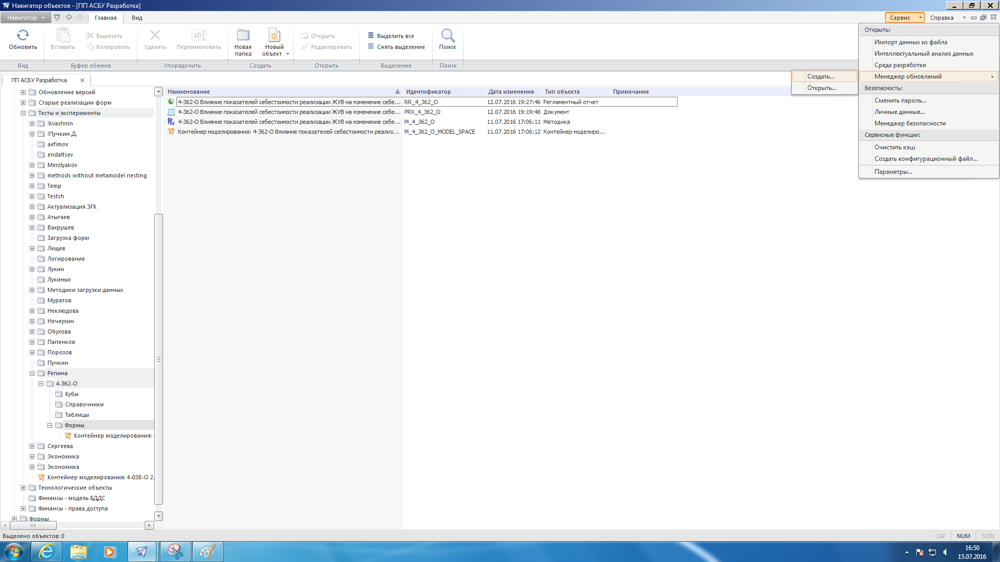 Навигатор объектов - [ПП АСБУ Разработка]
Навигатор
Главная
Вид
Сервис
Справка
Обновить
Вставить
Вырезать
Копировать
Удалить
ab
Переименовать
Новая папка
Новый объект
Открыть
Редактировать
Выделить все
Снять выделение
Поиск
Вид
Буфер обмена
Упорядочить
Создать
Открыть
Выделение
Поиск
Открыть:
Импорт данных из файла
Интеллектуальный анализ данных
Среда разработки
Менеджер обновлений
Создать...
Открыть...
Безопасность:
Сменить пароль...
Личные данные...
Менеджер безопасности
Сервисные функции:
Очистить кэш
Создать конфигурационный файл...
Параметры...
ПП АСБУ Разработка
Обновление версий
Старые реализации форм
Тесты и эксперименты
!kvashnin
!Пучкин Д.
aefimov
endaltsev
Merzlyakov
methods without metamodel nesting
Temp
Testsh
Актуализация ЭГК
Атыгаев
Вахрушев
Загрузка форм
Лещев
Логирование
Лукин
Лукиных
Методики загрузки данных
Муратов
Неклюдова
Нечеухин
Обухова
Папенков
Порозов
Пучкин
Репина
4-362-О
Кубы
Справочники
Таблицы
Формы
Контейнер моделирования:
Сергеева
Экономика
Экономика
Контейнер моделирования: 4-038-О 2.
Технологические объекты
Финансы - модель БДДС
Финансы - права доступа
Формы
Наименование Идентификатор Дата изменения Тип объекта Примечание
4-362-О Влияние показателей себестоимости реализации ЖУВ на мзменение себе... RR_4_362_O 12.07.2016 19:27:46 Регламентный отчет
4-362-О Влияние показателей себестоимости реализации ЖУВ на мзменение себе... PRX_4_362_O 12.07.2016 19:19:48 Документ
4-362-О Влияние показателей себестоимости реализации ЖУВ на мзменение себе... M_4_362_O 11.07.2016 17:06:11 Методика
Контейнер моделирования: 4-362-О Влияние показателей себестоимости реализ... M_4_362_O_MODEL_SPACE 11.07.2016 17:06:12 Контейнер моделиро...
Выделено объектов: 0
CAP NUM SCRL
16:50
15.07.2016